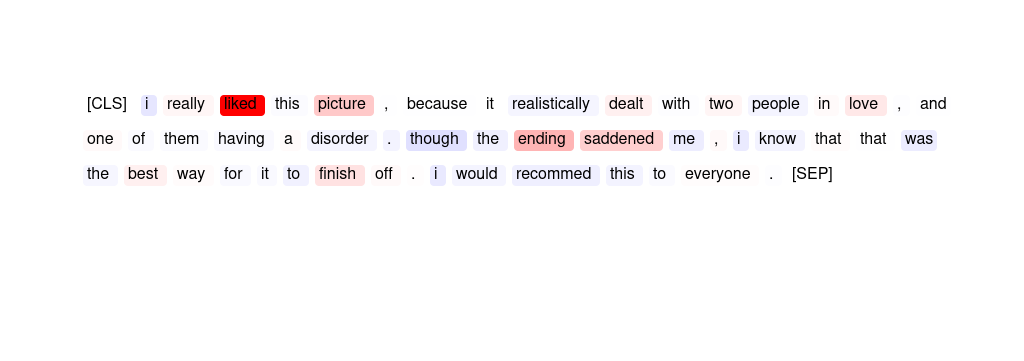 [CLS] i really liked this picture , because it realistically dealt with two people in love , and
one of them having a disorder . though the ending saddened me , i know that that was
the best way for it to finish off . i would recommed this to everyone . [SEP]